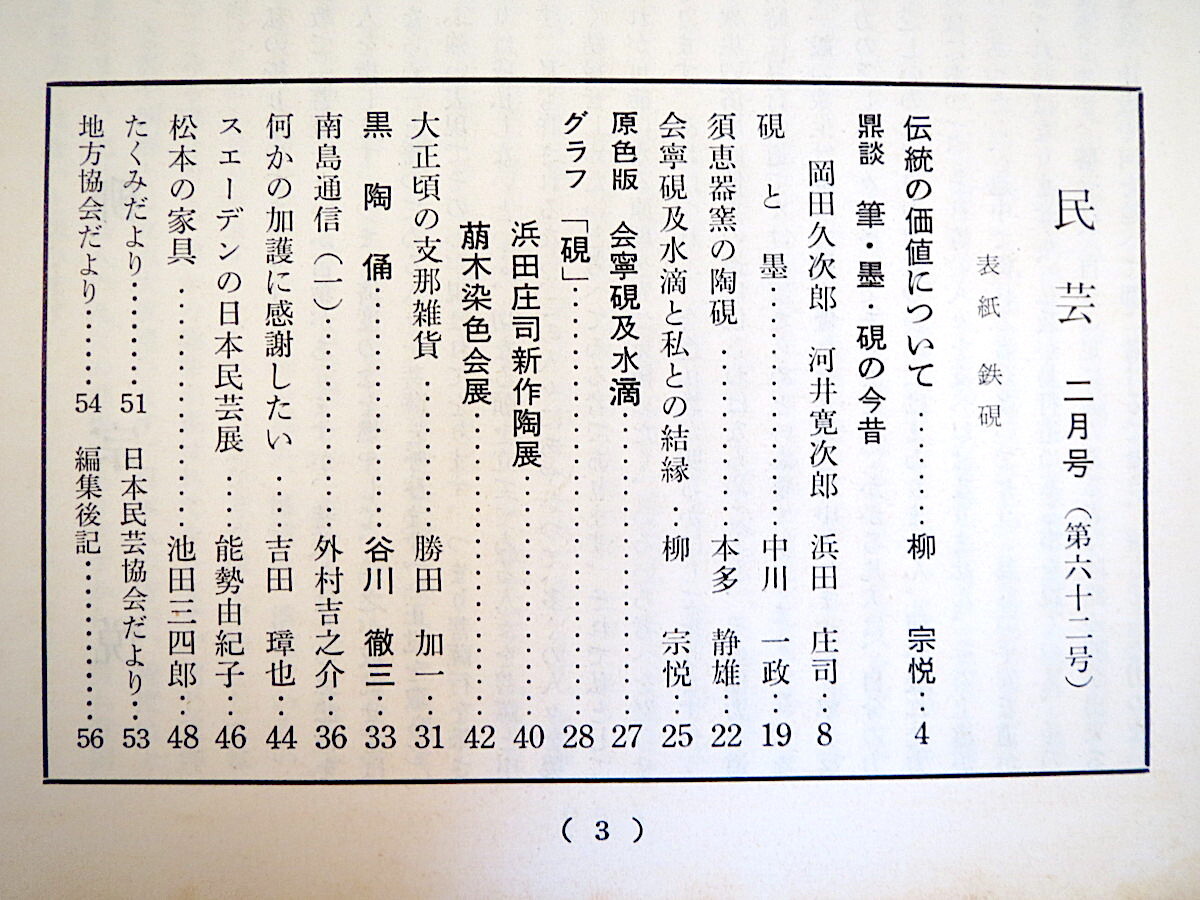 民芸 二月号(第六十二号)
表紙 鉄硯
伝統の価値について………柳 宗悦…4
鼎談 筆・墨・硯の今昔
岡田久次郎 河井寛次郎 浜田 庄司…8
硯と墨………………中川 一政…19
須恵器窯の陶硯………………本多 静雄…22
会寧硯及水滴と私との結縁…柳 宗悦…25
原色版 会寧硯及水滴………………27
グラフ「硯」………………28
浜田庄司新作陶展………………40
萠木染色会展………………42
大正頃の支那雑貨………勝田 加一…31
黒陶俑………………谷川 徹三…33
南島通信(一)………………外村吉之介…36
何かの加護に感謝したい……吉田 璋也…44
スエーデンの日本民芸展……能勢由紀子…46
松本の家具………………池田三四郎…48
たくみだより………51 日本民芸協会だより…53
地方協会だより………54 編集後記………………56
(3)